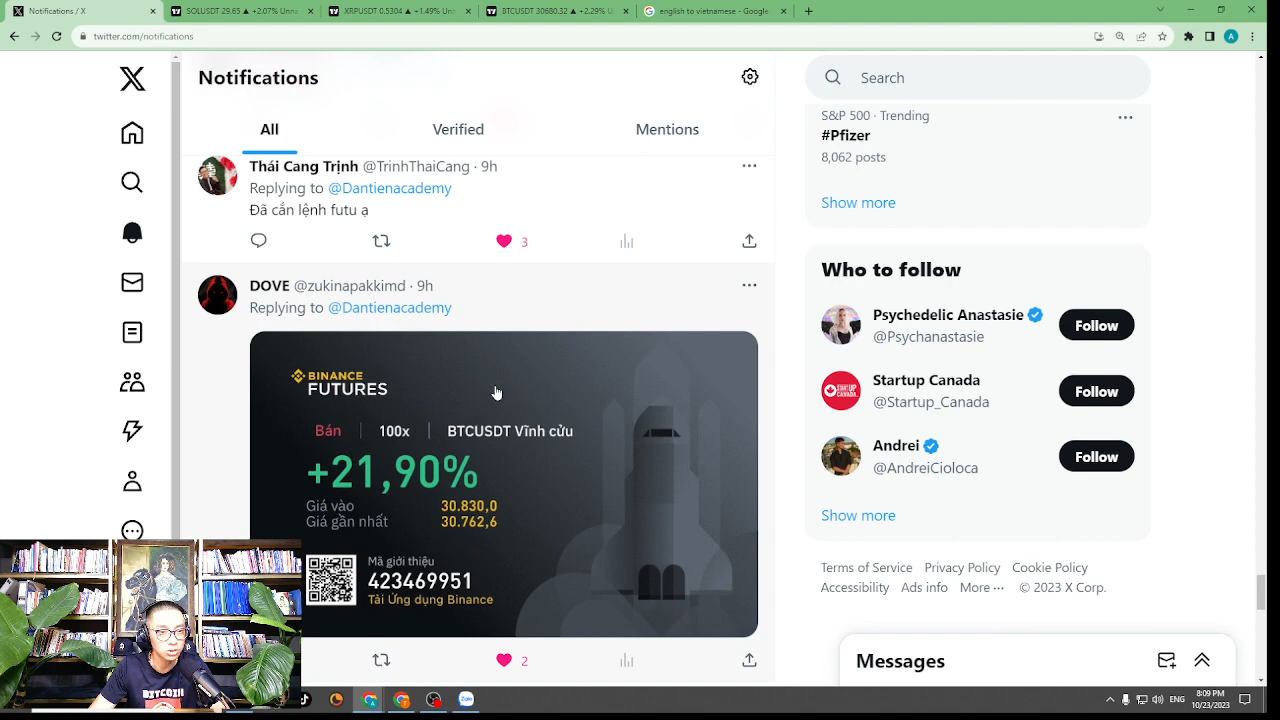 Notifications / X
SOLUSDT 29.65 ▲ +2.07% Unna
XRPUSDT 0.5304 ▲ +1.49% Unn
BTCUSDT 30680.32 ▲ +2.29% U
english to vietnamese - Google
twitter.com/notifications
A
X
Notifications
All
Verified
Mentions
Thái Cang Trịnh @TrinhThaiCang · 9h
Replying to @Dantienacademy
Đã cắn lệnh futu ạ
3
DOVE @zukinapakkimd · 9h
Replying to @Dantienacademy
BINANCE
FUTURES
Bán | 100x | BTCUSDT Vĩnh cửu
+21,90%
Giá vào 30.830,0
Giá gần nhất 30.762,6
Mã giới thiệu
423469951
Tải Ứng dụng Binance
2
Search
S&P 500 · Trending
#Pfizer
8,062 posts
Show more
Who to follow
Psychedelic Anastasie
@Psychanastasie
Follow
Startup Canada
@Startup_Canada
Follow
Andrei
@AndreiCioloca
Follow
Show more
Terms of Service Privacy Policy Cookie Policy
Accessibility Ads info More ··· © 2023 X Corp.
Messages
BITCOIN
Zalo
ENG
8:09 PM
10/23/2023